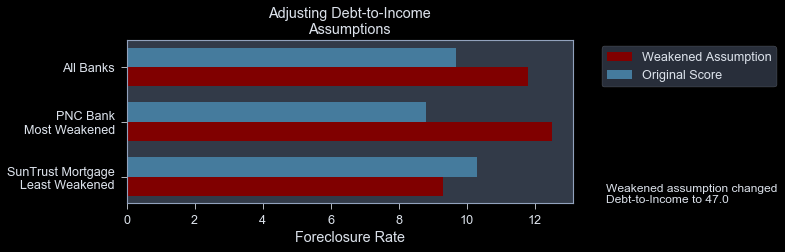 Adjusting Debt-to-Income
Assumptions
All Banks
PNC Bank
Most Weakened
SunTrust Mortgage
Least Weakened
0 2 4 6 8 10 12
Foreclosure Rate
Weakened Assumption
Original Score
Weakened assumption changed
Debt-to-Income to 47.0